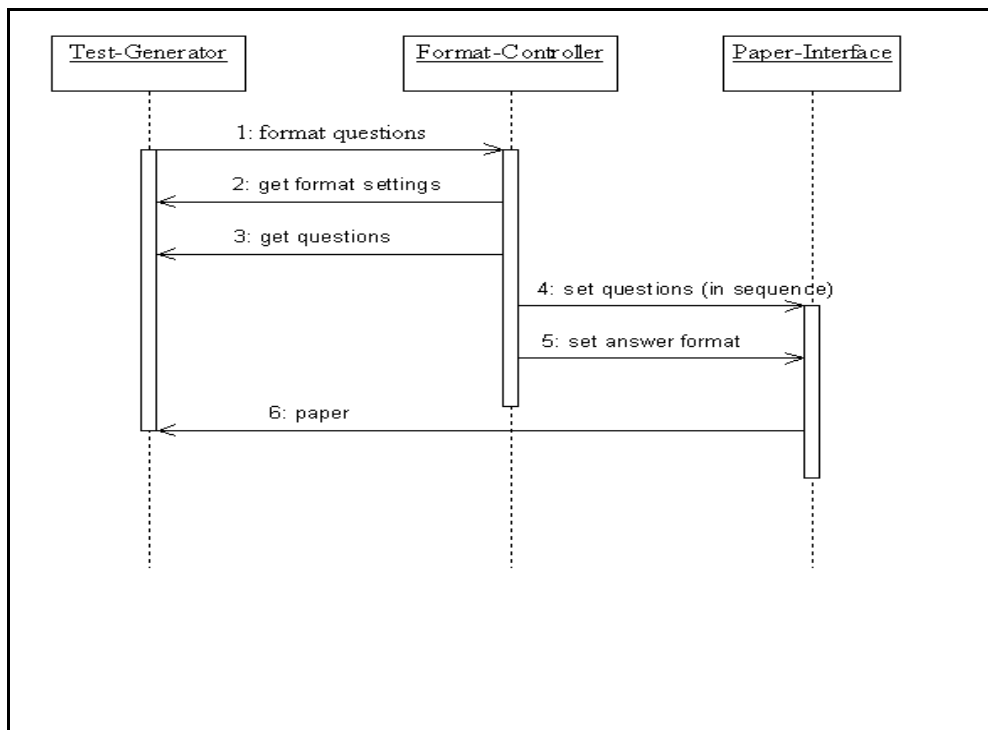 Test-Generator
Format-Controller
Paper-Interface
1: format questions
2: get format settings
3: get questions
4: set questions (in sequence)
5: set answer format
6: paper